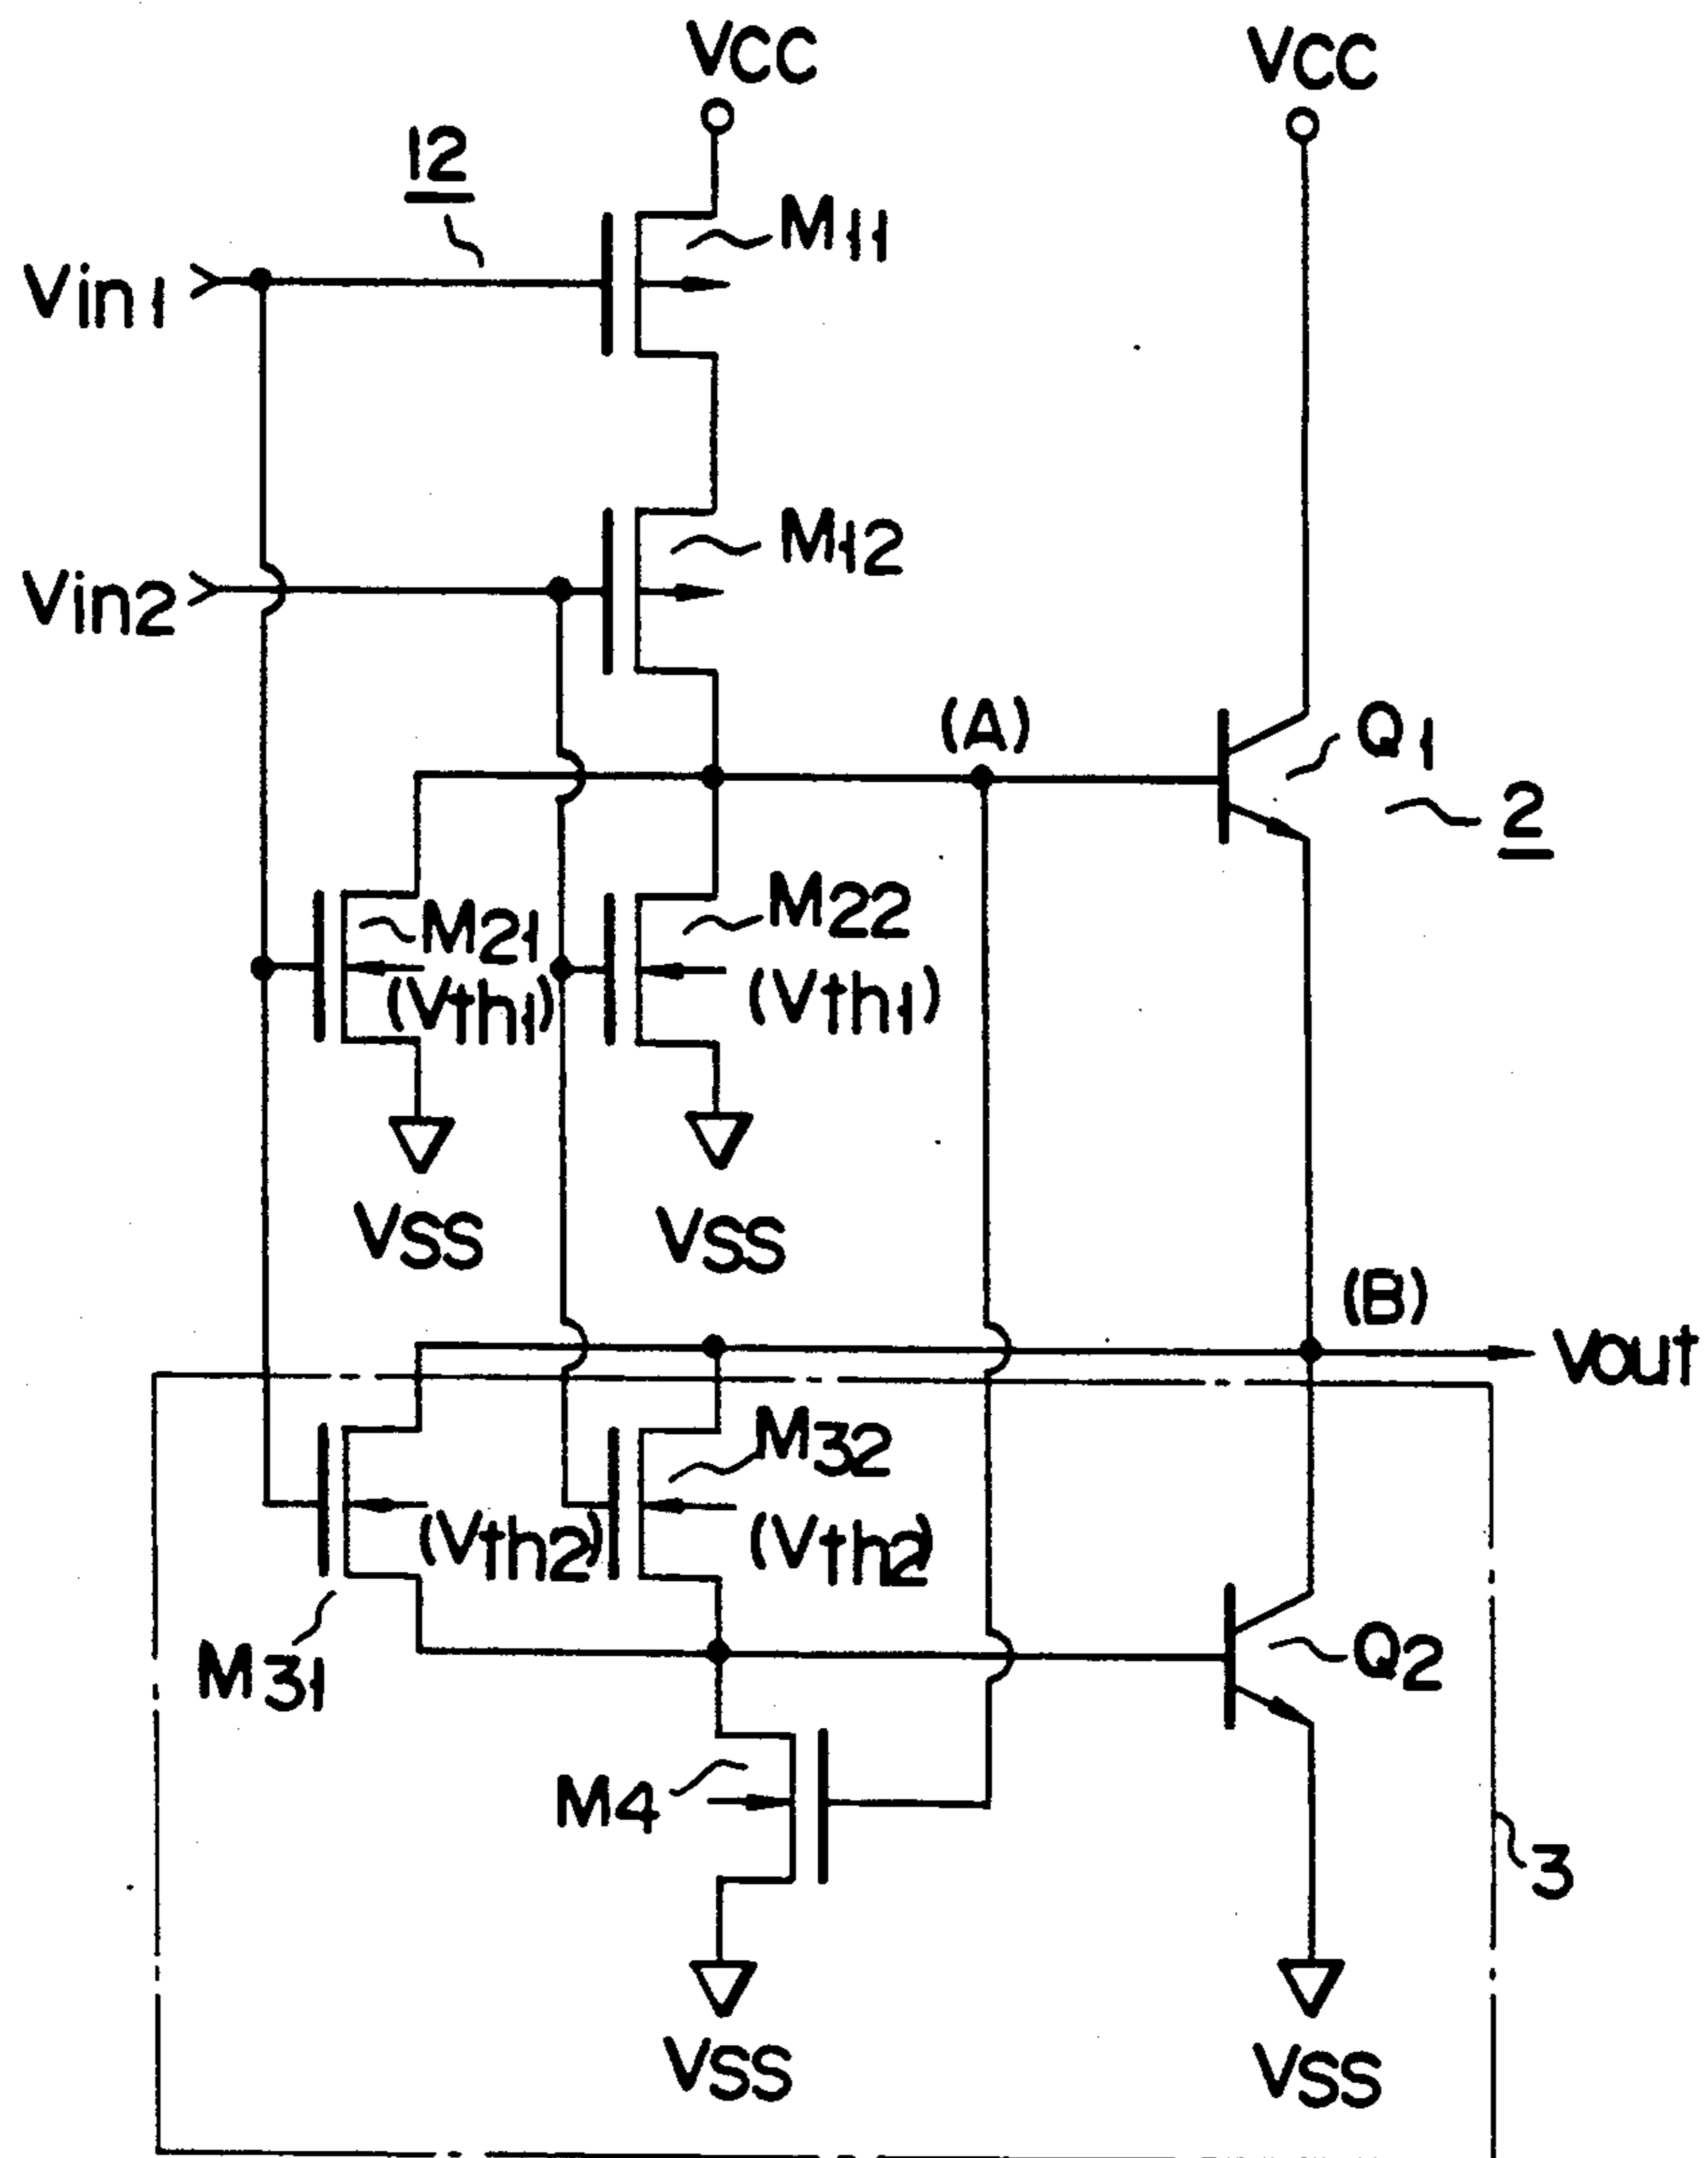 VCC
VCC
12
M11
Vin1
M12
Vin2
(A)
Q1
2
M21
(Vth1)
M22
(Vth1)
VSS
VSS
(B)
Vout
M32
(Vth2)
(Vth2)
M31
Q2
M4
3
VSS
VSS